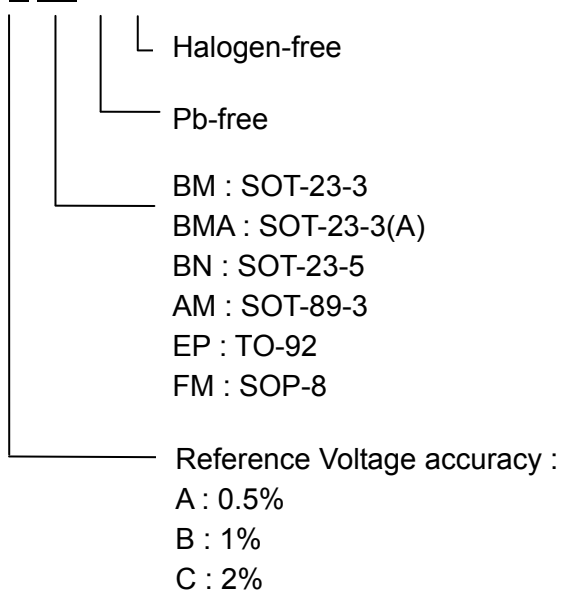 Halogen-free
Pb-free
BM : SOT-23-3
BMA : SOT-23-3(A)
BN : SOT-23-5
AM : SOT-89-3
EP : TO-92
FM : SOP-8
Reference Voltage accuracy :
A : 0.5%
B : 1%
C : 2%